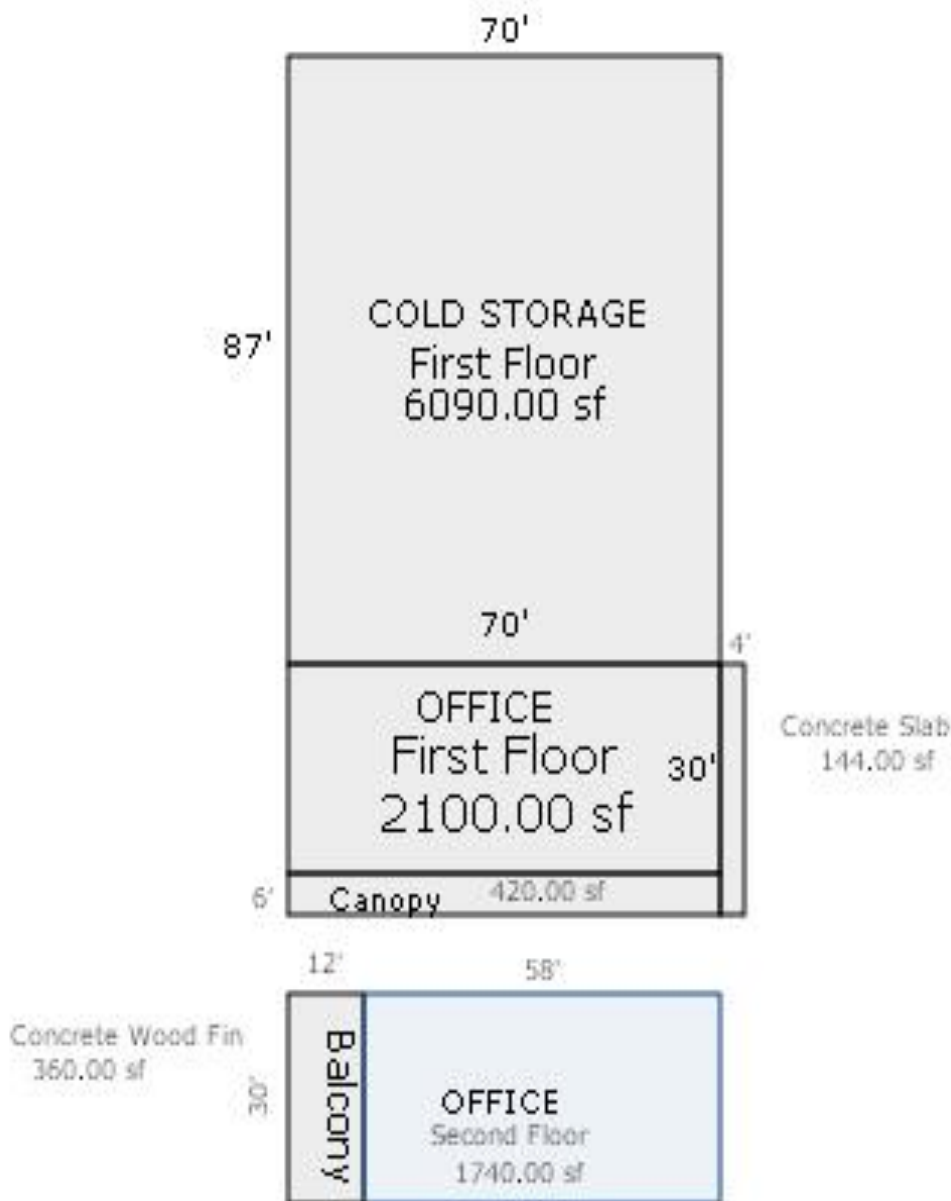 70'
COLD STORAGE
First Floor
6090.00 sf
87'
70'
4'
OFFICE
First Floor
2100.00 sf
30'
Concrete Slab
144.00 sf
6'
Canopy
420.00 sf
12'
58'
Concrete Wood Fin
360.00 sf
30'
Balcony
OFFICE
Second Floor
1740.00 sf